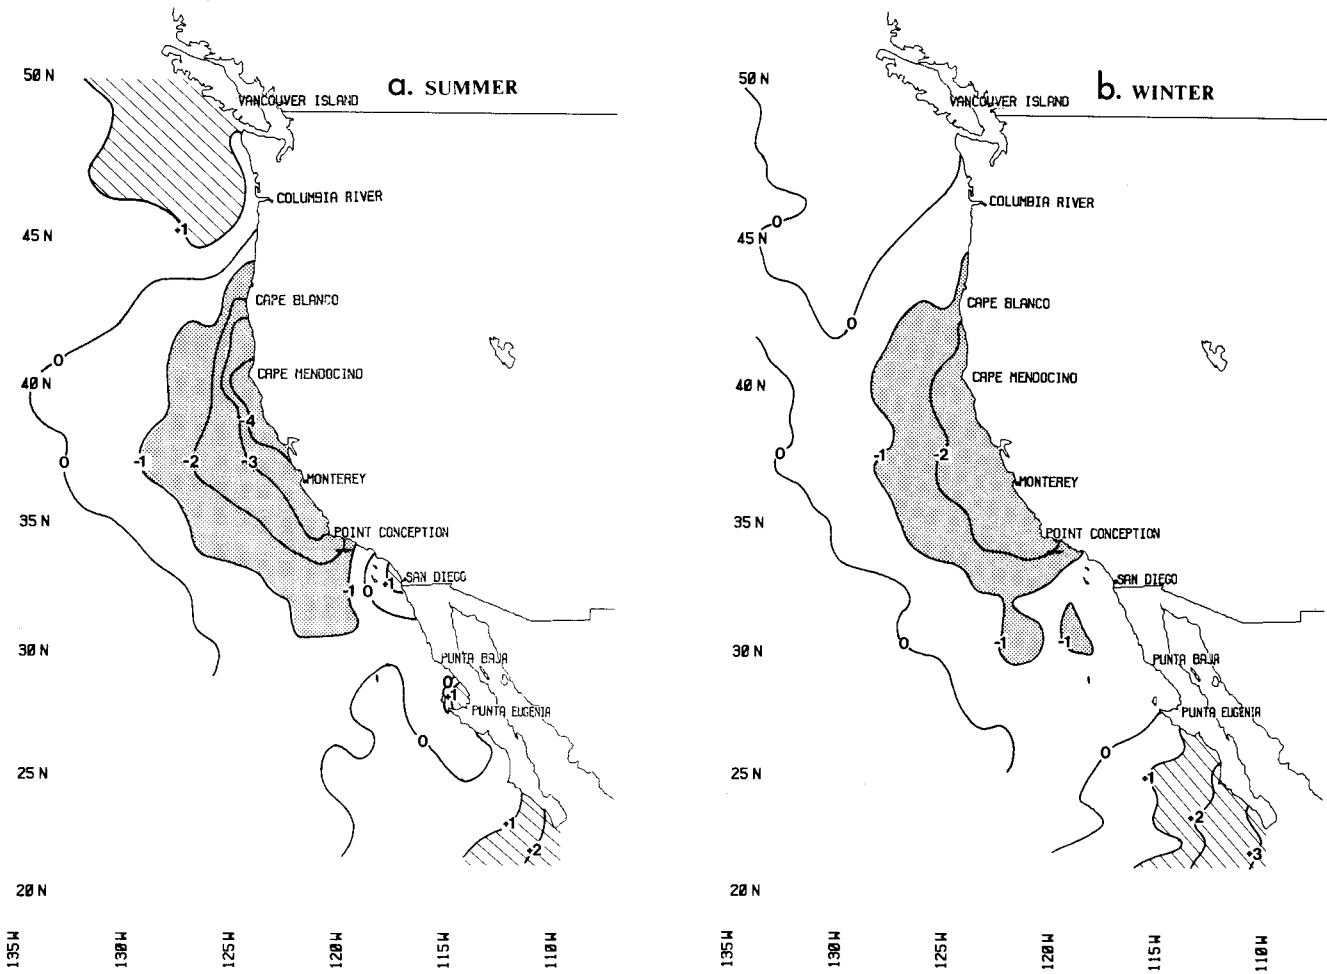 a. SUMMER
50 N
VANCOUVER ISLAND
COLUMBIA RIVER
+1
45 N
CAPE BLANCO
0
40 N
CAPE MENDOCINO
-4
0
-1
-2
-3
MONTEREY
35 N
POINT CONCEPTION
SAN DIEGO
-1
0
+1
30 N
PUNTA BAJA
0
+1
PUNTA EUGENIA
0
25 N
+1
+2
20 N
135W
130W
125W
120W
115W
110W
b. WINTER
50 N
VANCOUVER ISLAND
COLUMBIA RIVER
0
45 N
CAPE BLANCO
0
40 N
CAPE MENDOCINO
0
-1
-2
MONTEREY
35 N
POINT CONCEPTION
SAN DIEGO
0
-1
-1
30 N
PUNTA BAJA
PUNTA EUGENIA
0
25 N
+1
+2
+3
20 N
135W
130W
125W
120W
115W
110W